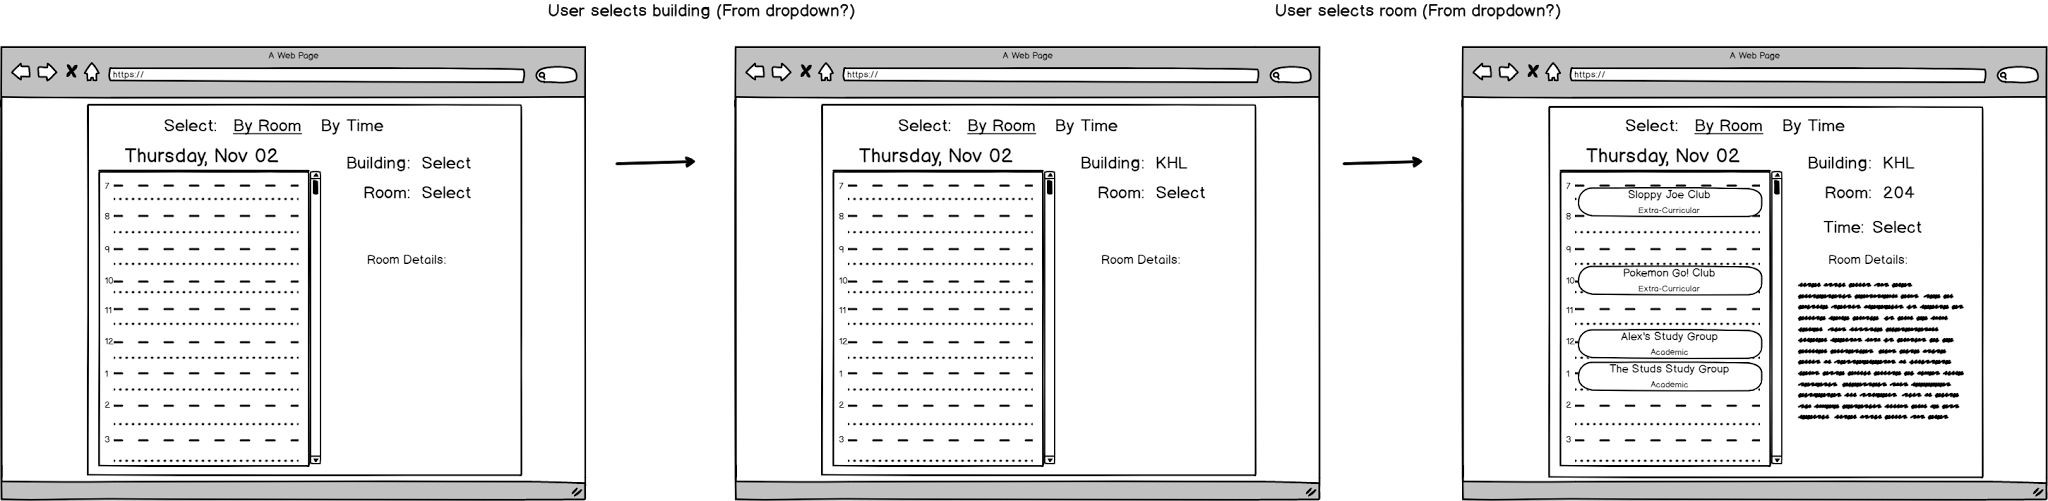 User selects building (From dropdown?)
User selects room (From dropdown?)
A Web Page
https://
Select: By Room By Time
Thursday, Nov 02
Building: Select
Room: Select
Room Details:
7
8
9
10
11
12
1
2
3
A Web Page
https://
Select: By Room By Time
Thursday, Nov 02
Building: KHL
Room: Select
Room Details:
7
8
9
10
11
12
1
2
3
A Web Page
https://
Select: By Room By Time
Thursday, Nov 02
Building: KHL
Room: 204
Time: Select
Room Details:
7
Sloppy Joe Club
Extra-Curricular
8
9
Pokemon Go! Club
10
Extra-Curricular
11
Alex's Study Group
12
Academic
The Studs Study Group
1
Academic
2
3